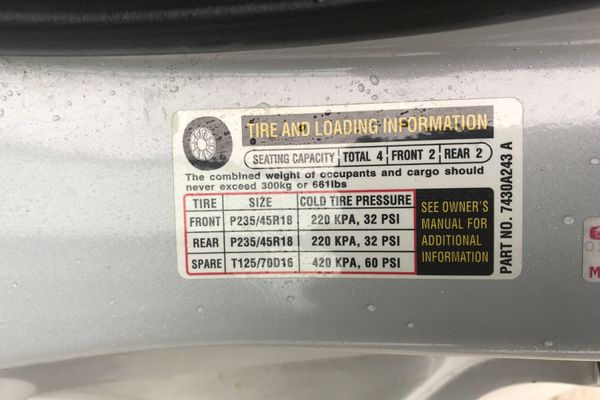 TIRE AND LOADING INFORMATION
SEATING CAPACITY TOTAL 4 FRONT 2 REAR 2
The combined weight of occupants and cargo should
never exceed 300kg or 661lbs
TIRE SIZE COLD TIRE PRESSURE
FRONT P235/45R18 220 KPA, 32 PSI
REAR P235/45R18 220 KPA, 32 PSI
SPARE T125/70D16 420 KPA, 60 PSI
SEE OWNER'S
MANUAL FOR
ADDITIONAL
INFORMATION
PART NO. 7430A243 A